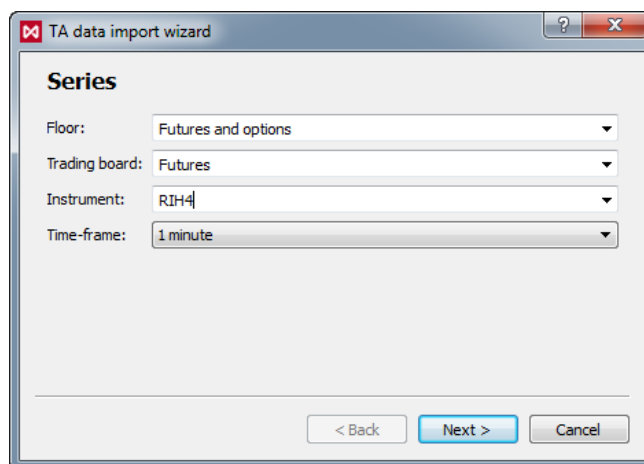 TA data import wizard
?
Series
Floor: Futures and options
Trading board: Futures
Instrument: RIH4
Time-frame: 1 minute
< Back Next > Cancel